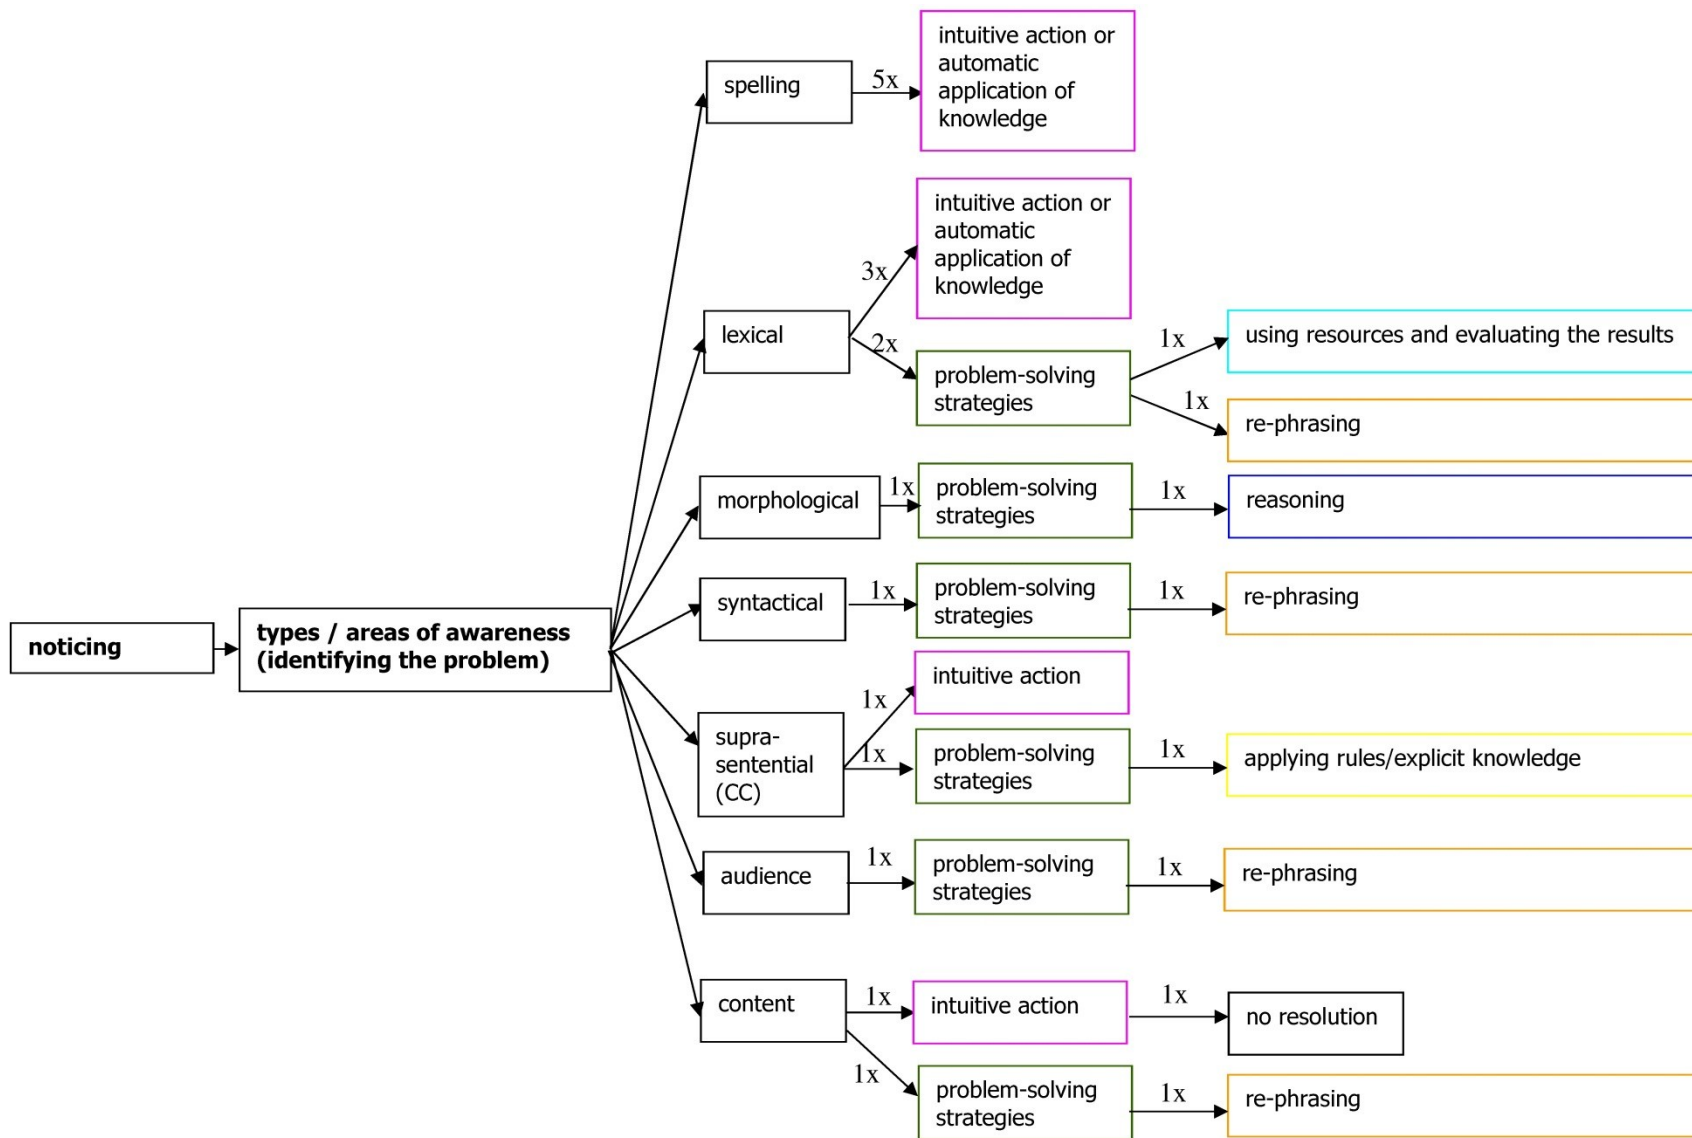 intuitive action or
automatic
application of
knowledge
spelling
5x
intuitive action or
automatic
application of
knowledge
3x
lexical
2x
problem-solving
strategies
1x
using resources and evaluating the results
1x
re-phrasing
morphological
1x
problem-solving
strategies
1x
reasoning
syntactical
1x
problem-solving
strategies
1x
re-phrasing
noticing
types / areas of awareness
(identifying the problem)
supra-
sentential
(CC)
1x
intuitive action
1x
problem-solving
strategies
1x
applying rules/explicit knowledge
audience
1x
problem-solving
strategies
1x
re-phrasing
content
1x
intuitive action
1x
no resolution
1x
problem-solving
strategies
1x
re-phrasing